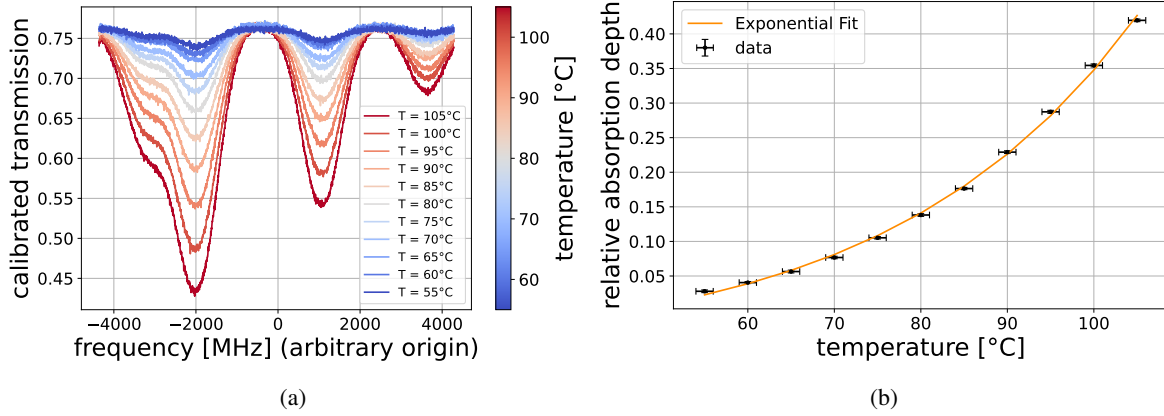 0.75
0.70
0.65
0.60
0.55
0.50
0.45
calibrated transmission
−4000 −2000 0 2000 4000
frequency [MHz] (arbitrary origin)
T = 105°C
T = 100°C
T = 95°C
T = 90°C
T = 85°C
T = 80°C
T = 75°C
T = 70°C
T = 65°C
T = 60°C
T = 55°C
100
90
80
70
60
temperature [°C]
(a)
Exponential Fit
data
0.40
0.35
0.30
0.25
0.20
0.15
0.10
0.05
relative absorption depth
60 70 80 90 100
temperature [°C]
(b)